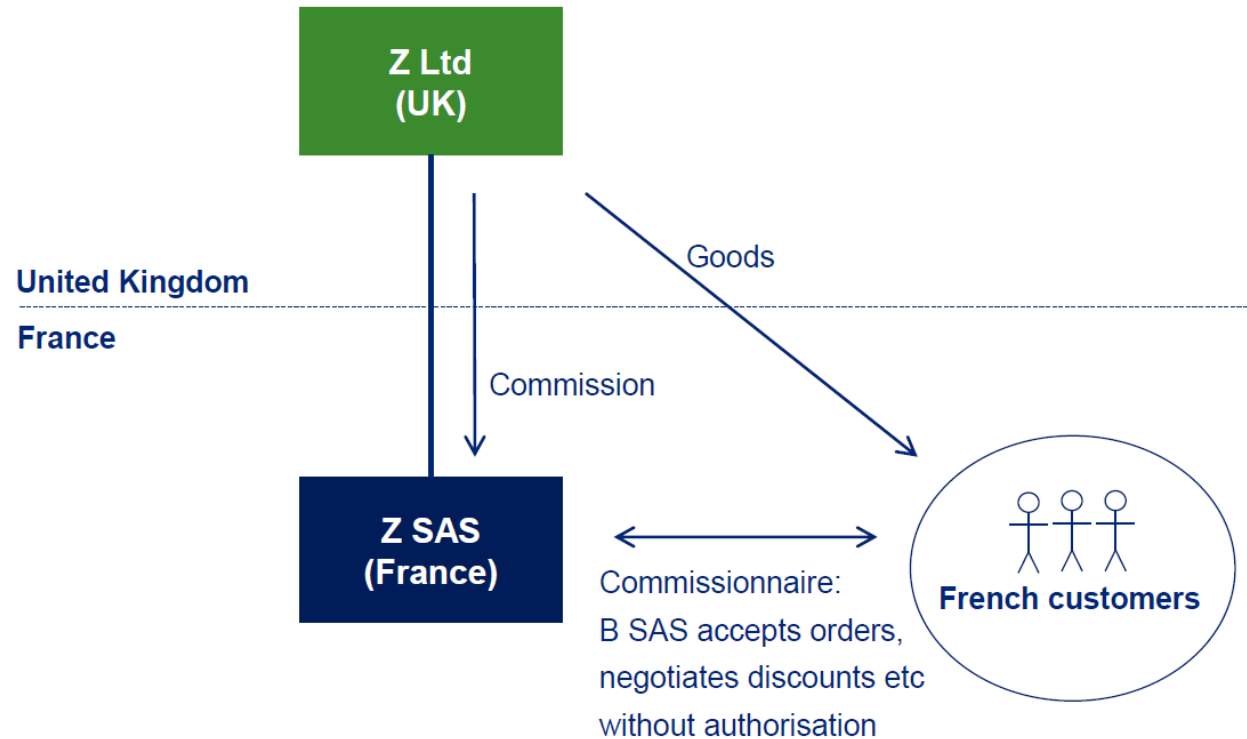 Z Ltd
(UK)
Goods
United Kingdom
France
Commission
Z SAS
(France)
Commissionnaire:
B SAS accepts orders,
negotiates discounts etc
without authorisation
French customers